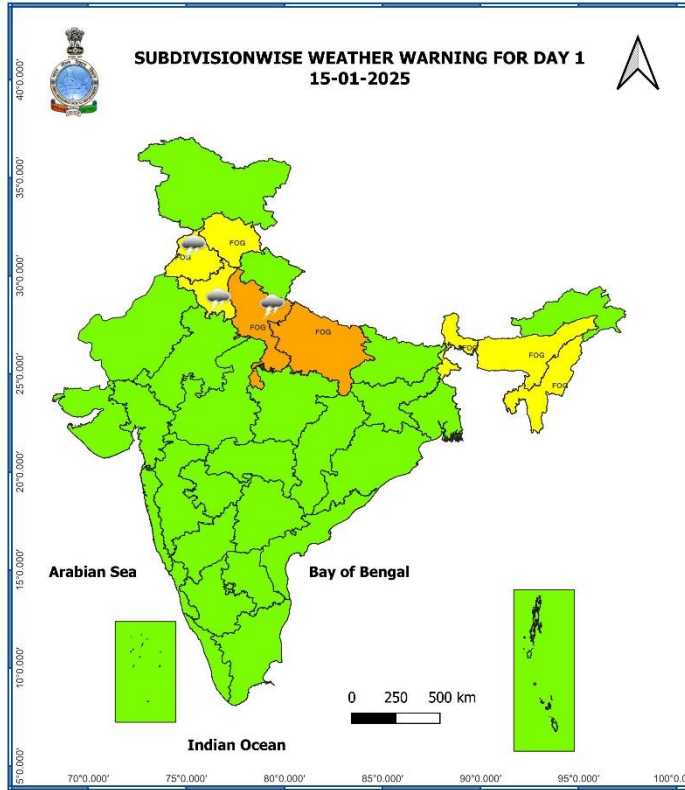 SUBDIVISIONWISE WEATHER WARNING FOR DAY 1
15-01-2025
40°0.000'
35°0.000'
FOG
FOG
30°0.000'
FOG
FOG
FOG
FOG
FOG
25°0.000'
20°0.000'
15°0.000'
Arabian Sea
Bay of Bengal
10°0.000'
0 250 500 km
Indian Ocean
5°0.000'
70°0.000' 75°0.000' 80°0.000' 85°0.000' 90°0.000' 95°0.000' 100°0.0